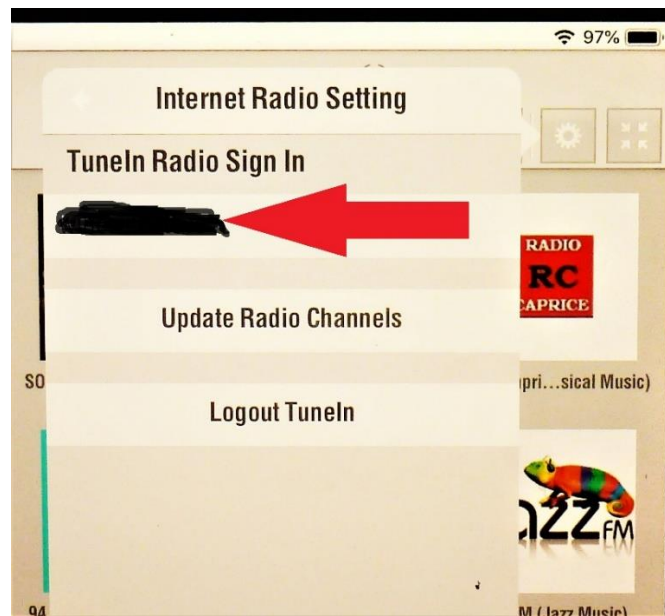 97%
Internet Radio Setting
TuneIn Radio Sign In
RADIO
RC
CAPRICE
Update Radio Channels
SO
pri...sical Music)
Logout TuneIn
JAZZ FM
94
M (Jazz Music)